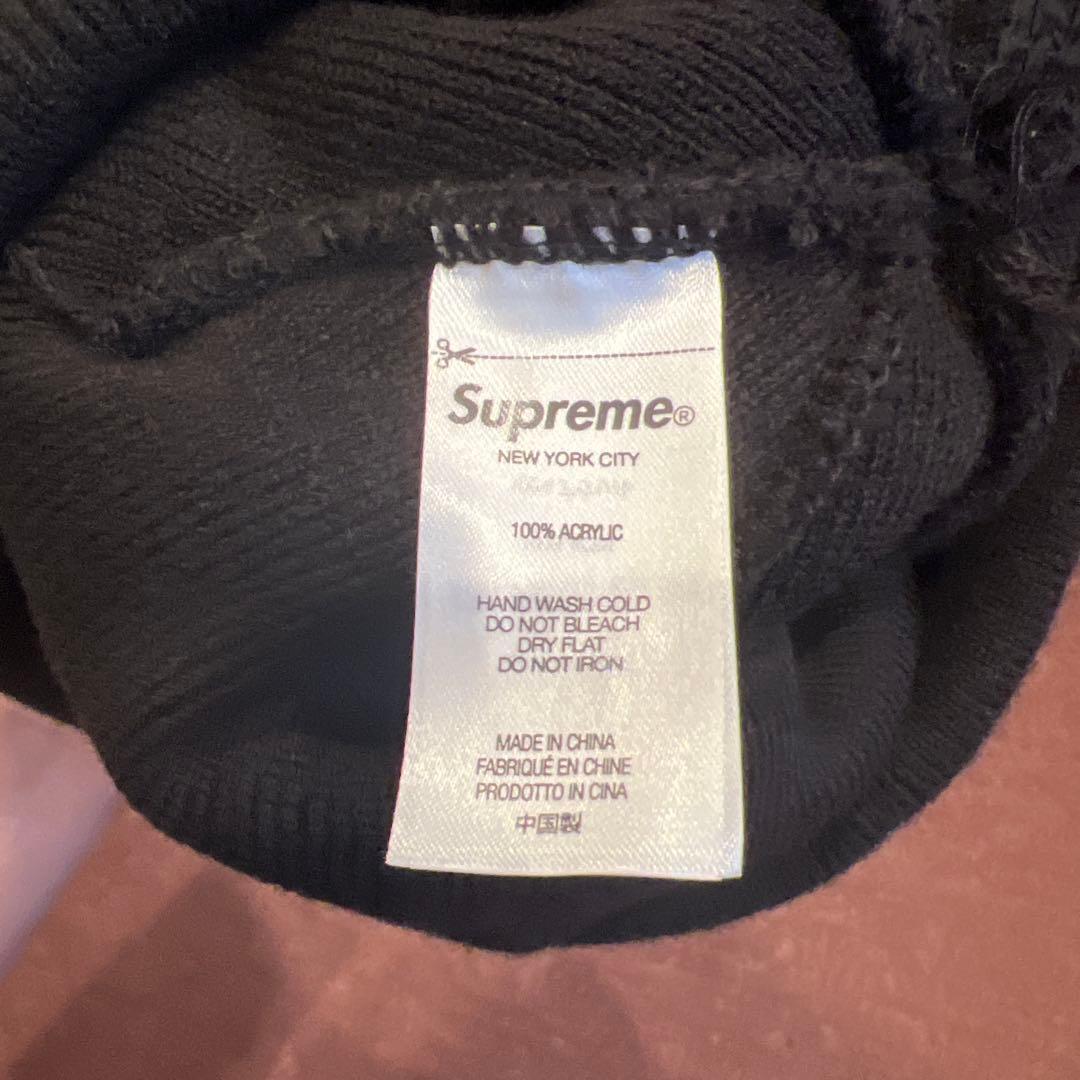 Supreme®
NEW YORK CITY
100% ACRYLIC
HAND WASH COLD
DO NOT BLEACH
DRY FLAT
DO NOT IRON
MADE IN CHINA
FABRIQUÉ EN CHINE
PRODOTTO IN CINA
中国製